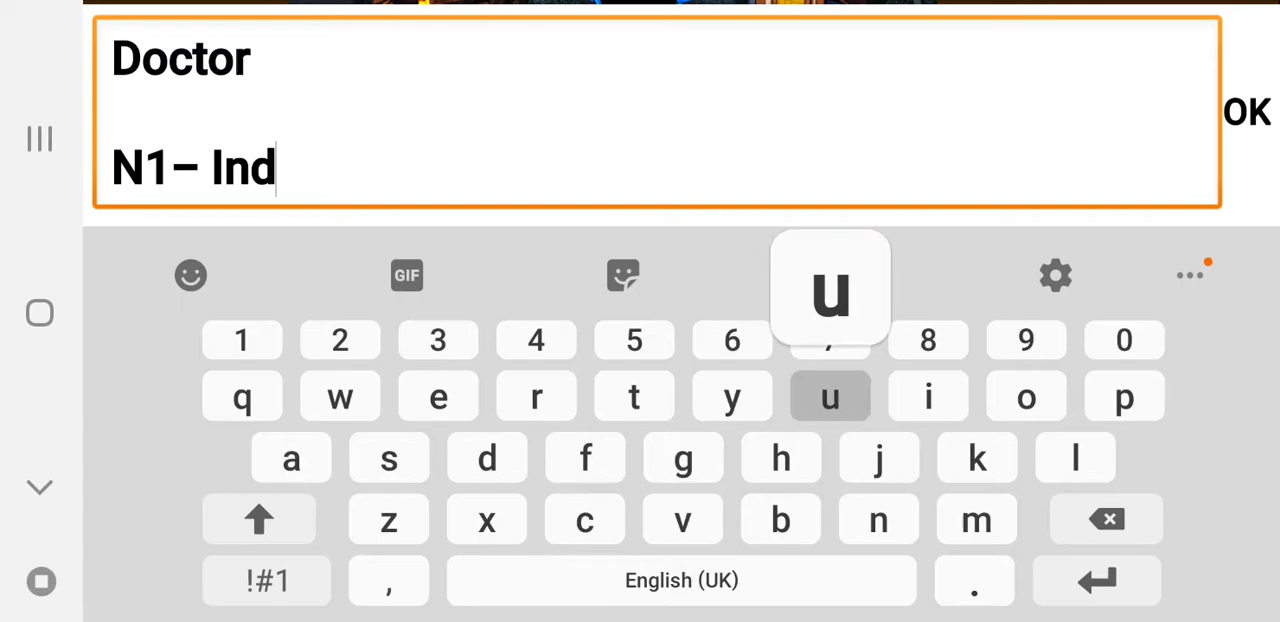 Doctor
OK
N1– Ind
GIF
u
1 2 3 4 5 6 8 9 0
q w e r t y u i o p
a s d f g h j k l
z x c v b n m
!#1 , English (UK) .